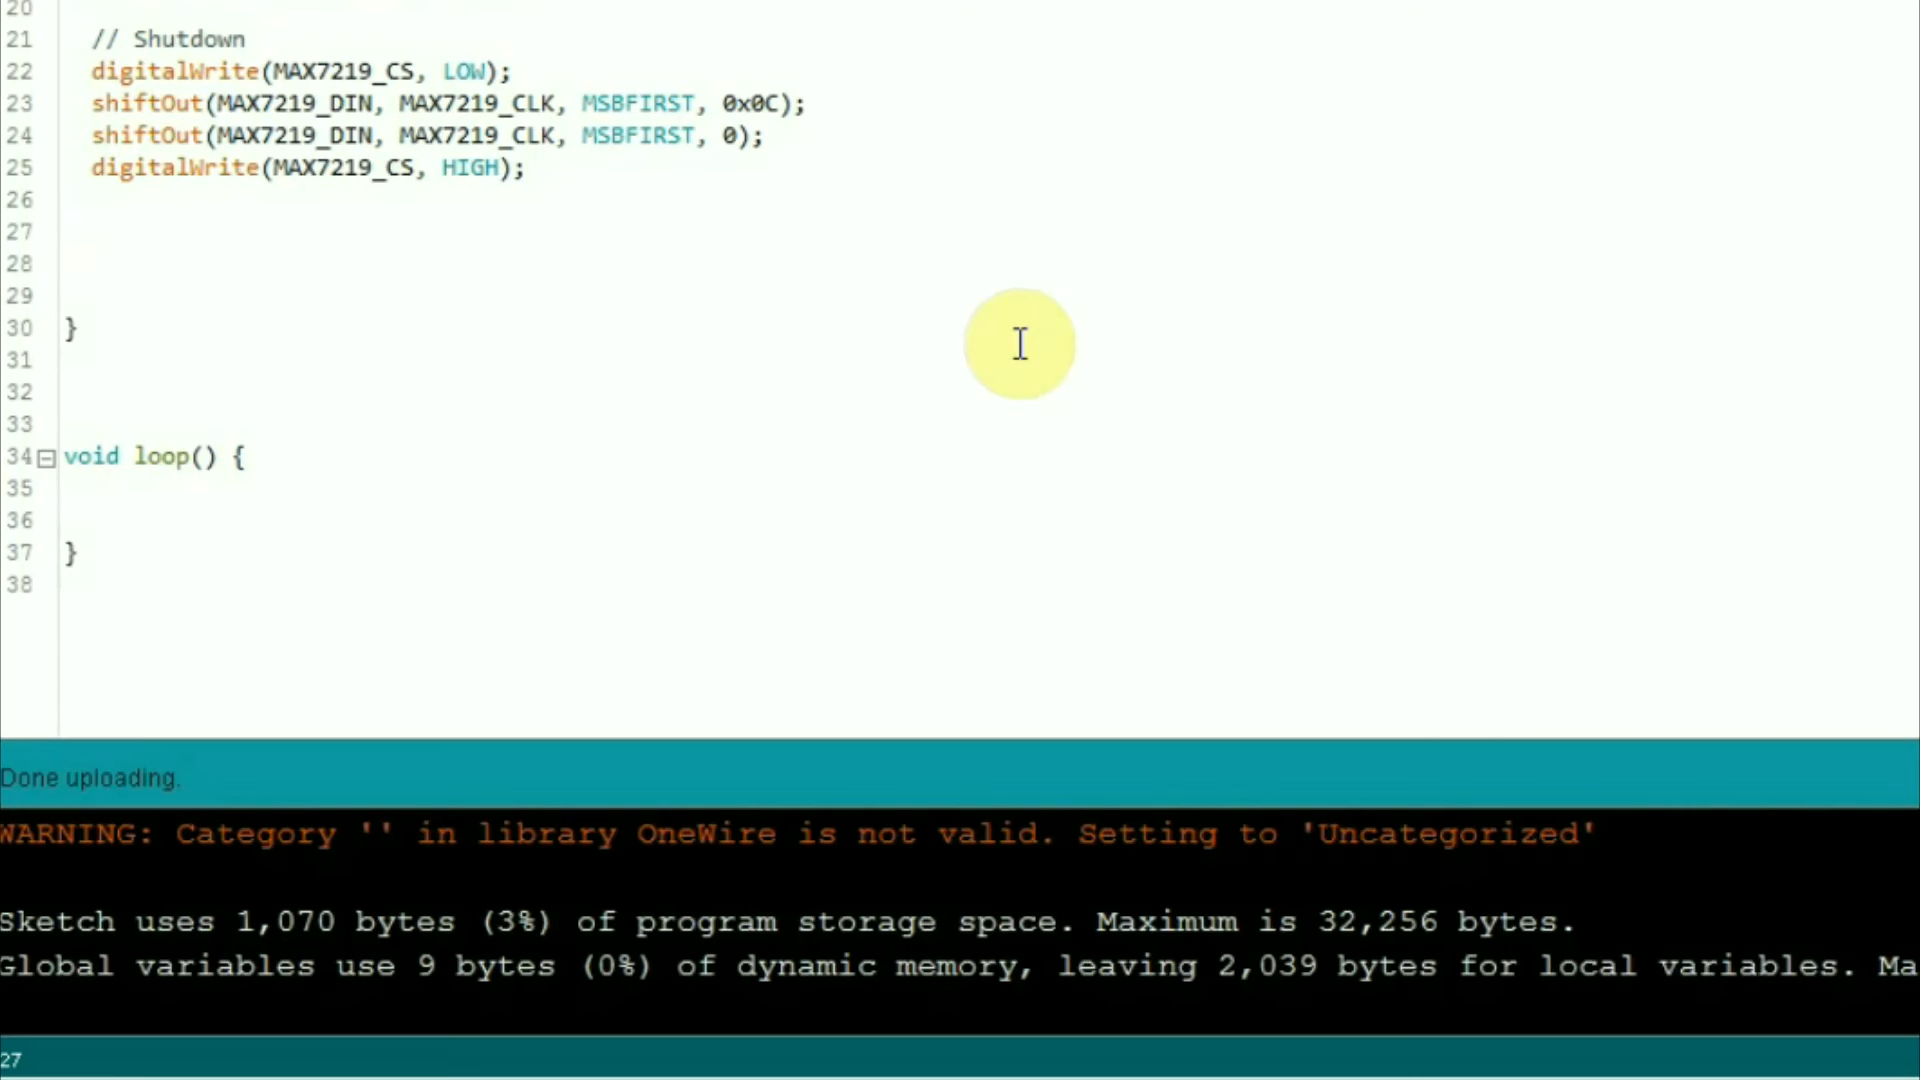 20
21 // Shutdown
22 digitalWrite(MAX7219_CS, LOW);
23 shiftOut(MAX7219_DIN, MAX7219_CLK, MSBFIRST, 0x0C);
24 shiftOut(MAX7219_DIN, MAX7219_CLK, MSBFIRST, 0);
25 digitalWrite(MAX7219_CS, HIGH);
26
27
28
29
30 }
31
32
33
34 void loop() {
35
36
37 }
38
Done uploading.
WARNING: Category '' in library OneWire is not valid. Setting to 'Uncategorized'
Sketch uses 1,070 bytes (3%) of program storage space. Maximum is 32,256 bytes.
Global variables use 9 bytes (0%) of dynamic memory, leaving 2,039 bytes for local variables. Ma
27